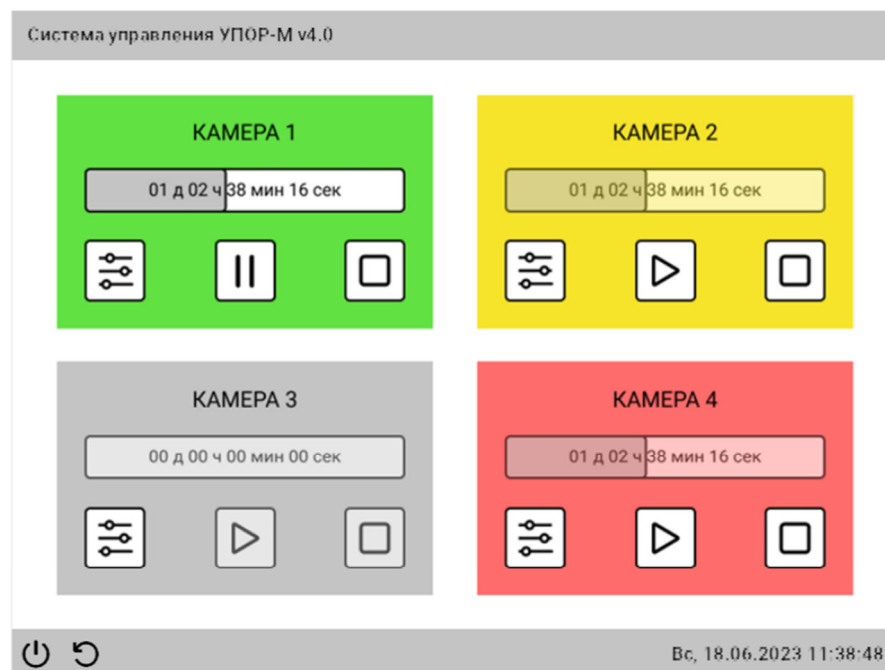 Система управления УПОР-М v4.0
КАМЕРА 1
01 д 02 ч 38 мин 16 сек
КАМЕРА 2
01 д 02 ч 38 мин 16 сек
КАМЕРА 3
00 д 00 ч 00 мин 00 сек
КАМЕРА 4
01 д 02 ч 38 мин 16 сек
Вс, 18.06.2023 11:38:48